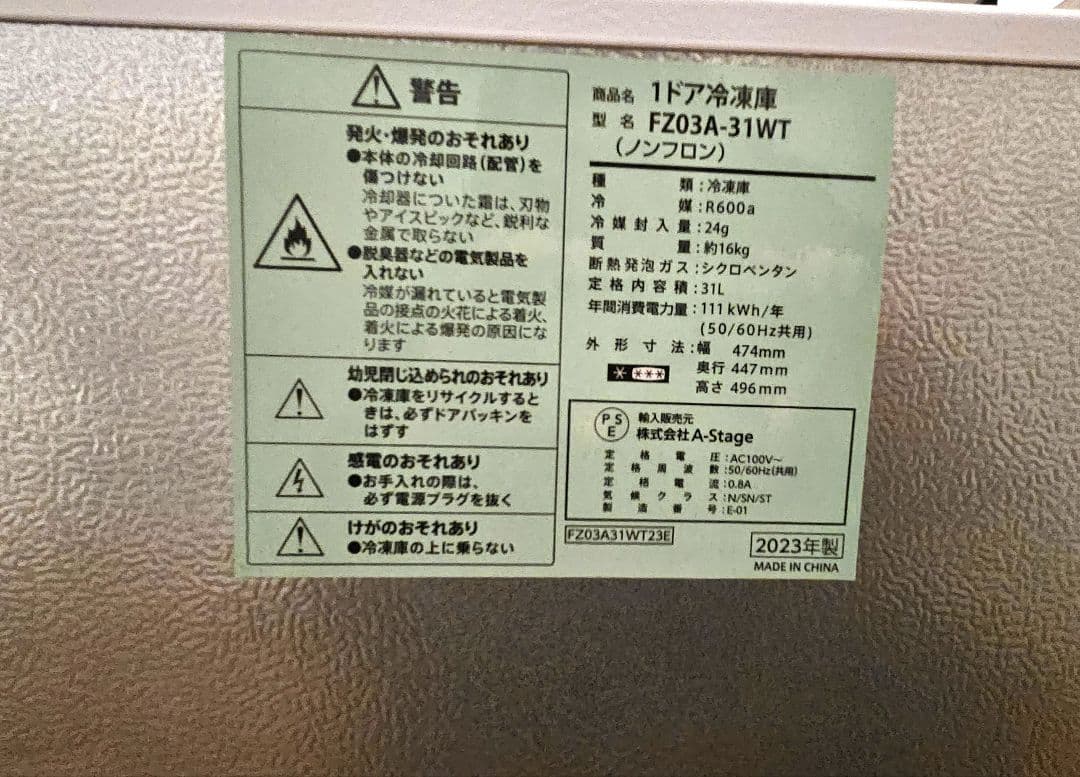 警告
発火・爆発のおそれあり
●本体の冷却回路(配管)を
傷つけない
冷却器についた霜は、刃物
やアイスピックなど、鋭利な
金属で取らない
●脱臭器などの電気製品を
入れない
冷媒が漏れていると電気製
品の接点の火花による着火、
着火による爆発の原因にな
ります
幼児閉じ込められのおそれあり
●冷凍庫をリサイクルすると
きは、必ずドアパッキンを
はずす
感電のおそれあり
●お手入れの際は、
必ず電源プラグを抜く
けがのおそれあり
●冷凍庫の上に乗らない
商品名 1ドア冷凍庫
型名 FZ03A-31WT
(ノンフロン)
種類:冷凍庫
冷媒:R600a
冷媒封入量:24g
質量:約16kg
断熱発泡ガス:シクロペンタン
定格内容積:31L
年間消費電力量:111kWh/年
(50/60Hz共用)
外形寸法:幅 474mm
奥行 447mm
高さ 496mm
PSE
輸入販売元
株式会社A-Stage
定格電圧:AC100V~
定格周波数:50/60Hz(共用)
定格電流:0.8A
気候クラス:N/SN/ST
製造番号:E-01
FZ03A31WT23E
2023年製
MADE IN CHINA